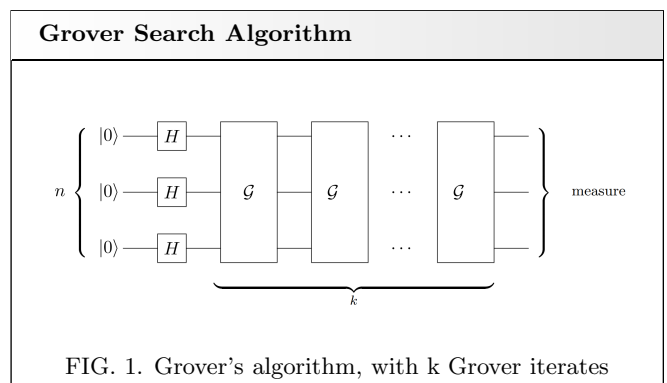 Grover Search Algorithm
|0⟩ H ⋯
n |0⟩ H 𝒢 𝒢 ⋯ 𝒢 measure
|0⟩ H ⋯
k
FIG. 1. Grover's algorithm, with k Grover iterates